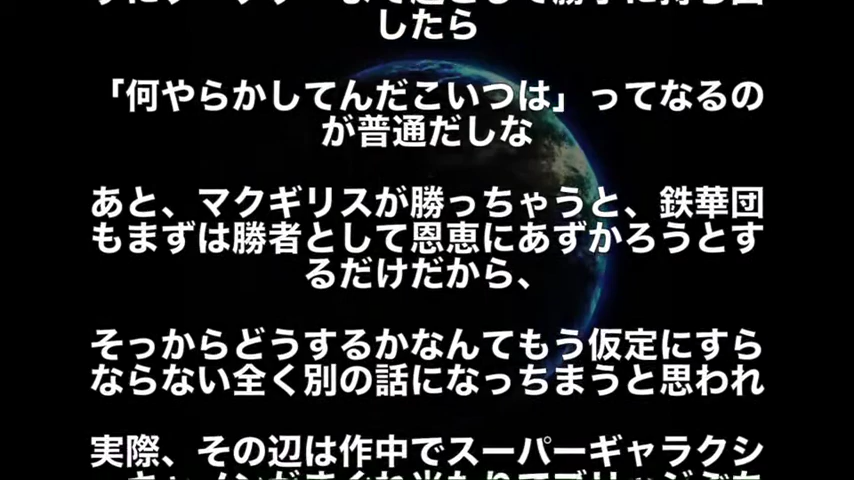 したら
「何やらかしてんだこいつは」ってなるの
が普通だしな
あと、マクギリスが勝っちゃうと、鉄華団
もまずは勝者として恩恵にあずかろうとす
るだけだから、
そっからどうするかなんてもう仮定にすら
ならない全く別の話になっちまうと思われ
実際、その辺は作中でスーパーギャラクシ